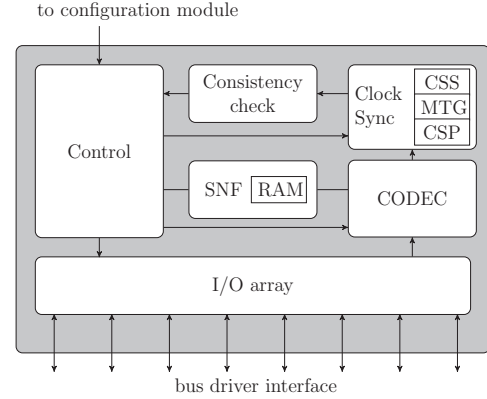 to configuration module
Consistency
check
Clock
Sync
CSS
MTG
CSP
Control
SNF RAM
CODEC
I/O array
bus driver interface